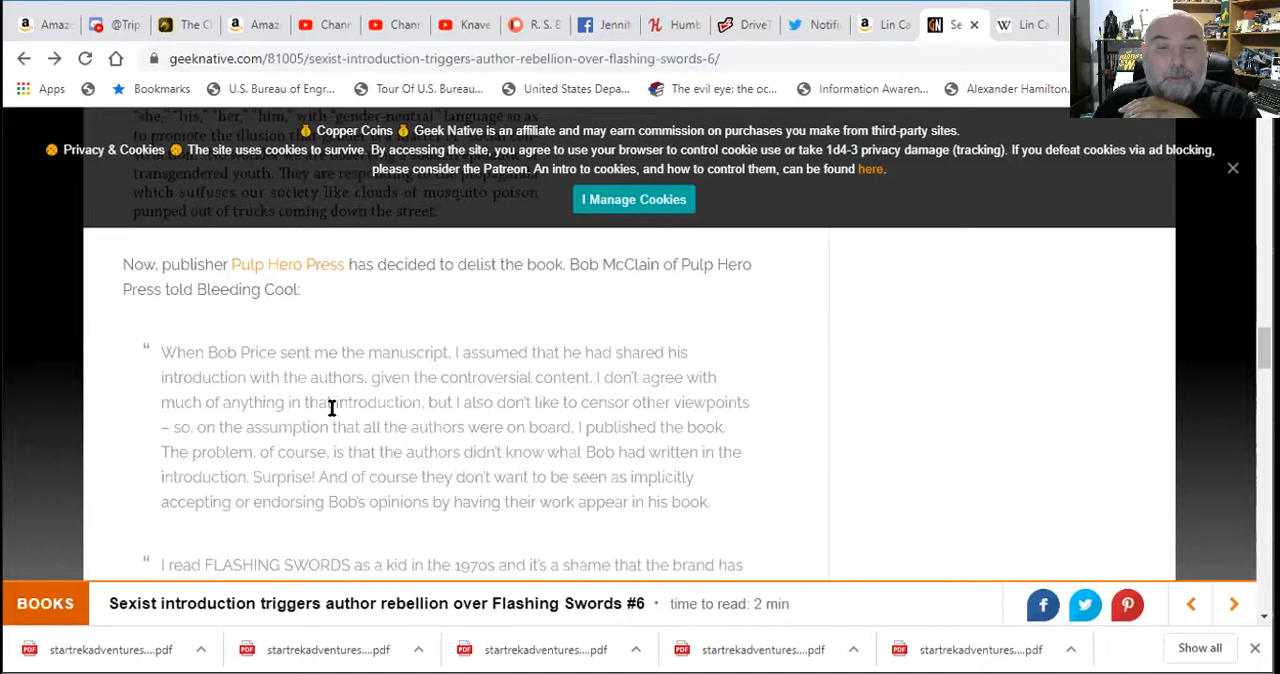 Amaz
@Trip
The C
Amaz
Chann
Chann
Knave
R. S. E
Jennif
Humb
DriveT
Notific
Lin Ca
Se
Lin Ca
geeknative.com/81005/sexist-introduction-triggers-author-rebellion-over-flashing-swords-6/
Apps
Bookmarks
U.S. Bureau of Engr...
Tour Of U.S. Bureau...
United States Depa...
The evil eye: the oc...
Information Awaren...
Alexander Hamilton.
"she," "his," "her," "him," with "gender-neutral" language so as
Copper Coins Geek Native is an affiliate and may earn commission on purchases you make from third-party sites.
Privacy & Cookies The site uses cookies to survive. By accessing the site, you agree to use your browser to control cookie use or take 1d4-3 privacy damage (tracking). If you defeat cookies via ad blocking,
please consider the Patreon. An intro to cookies, and how to control them, can be found here.
which suffuses our society like clouds of mosquito poison
I Manage Cookies
pumped out of trucks coming down the street.
Now, publisher Pulp Hero Press has decided to delist the book. Bob McClain of Pulp Hero
Press told Bleeding Cool:
" When Bob Price sent me the manuscript, I assumed that he had shared his
introduction with the authors, given the controversial content. I don't agree with
much of anything in that introduction, but I also don't like to censor other viewpoints
– so, on the assumption that all the authors were on board, I published the book.
The problem, of course, is that the authors didn't know what Bob had written in the
introduction. Surprise! And of course they don't want to be seen as implicitly
accepting or endorsing Bob's opinions by having their work appear in his book.
" I read FLASHING SWORDS as a kid in the 1970s and it's a shame that the brand has
BOOKS
Sexist introduction triggers author rebellion over Flashing Swords #6 • time to read: 2 min
startrekadventures....pdf
startrekadventures....pdf
startrekadventures....pdf
startrekadventures....pdf
startrekadventures....pdf
Show all